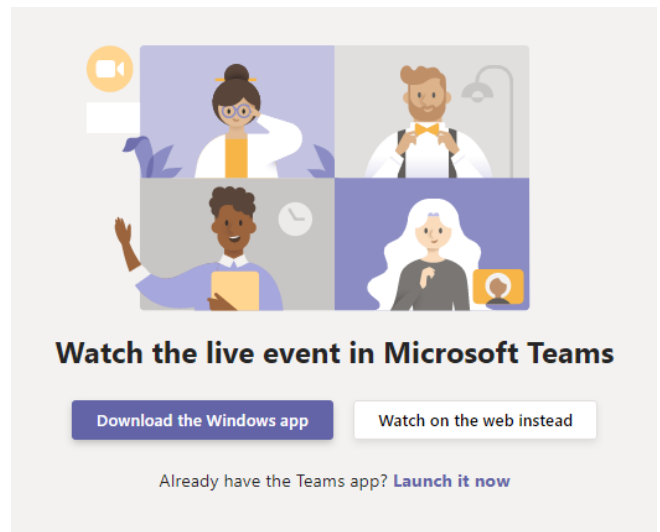 Watch the live event in Microsoft Teams
Download the Windows app
Watch on the web instead
Already have the Teams app? Launch it now